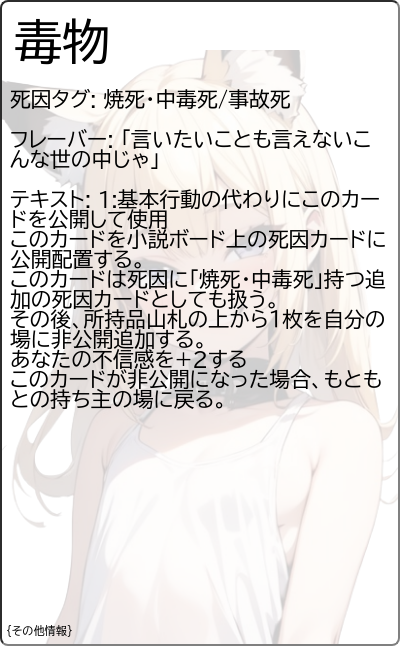 毒物
死因タグ: 焼死・中毒死/事故死
フレーバー: 「言いたいことも言えないこ
んな世の中じゃ」
テキスト: 1:基本行動の代わりにこのカー
ドを公開して使用
このカードを小説ボード上の死因カードに
公開配置する。
このカードは死因に「焼死・中毒死」持つ追
加の死因カードとしても扱う。
その後、所持品山札の上から1枚を自分の
場に非公開追加する。
あなたの不信感を+2する
このカードが非公開になった場合、もとも
との持ち主の場に戻る。
{その他情報}